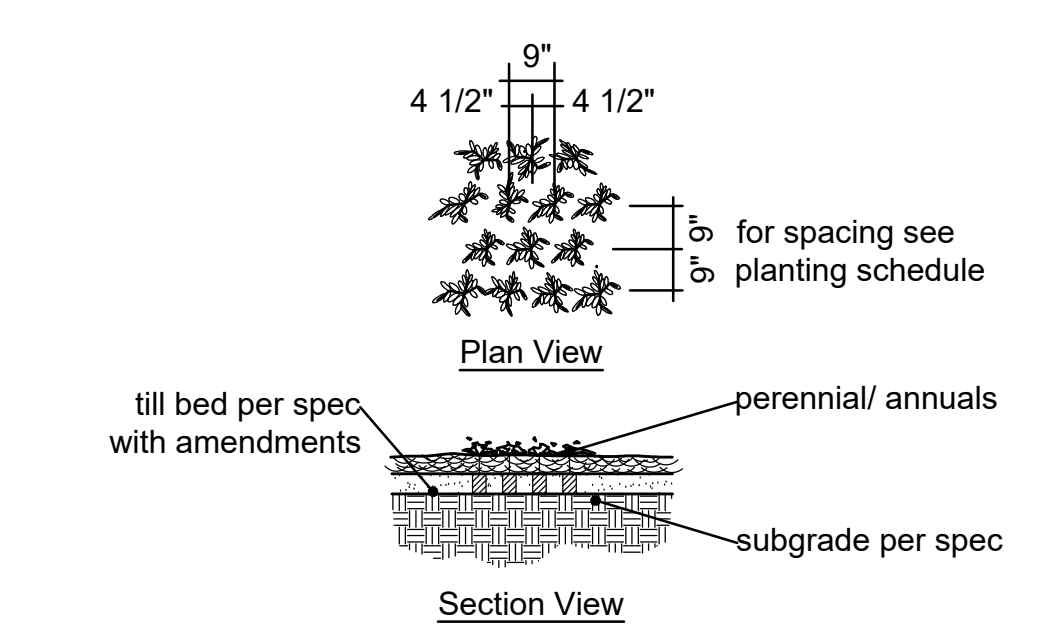 9"
4 1/2" 4 1/2"
9" for spacing see
9" planting schedule
Plan View
till bed per spec
with amendments
perennial/ annuals
subgrade per spec
Section View